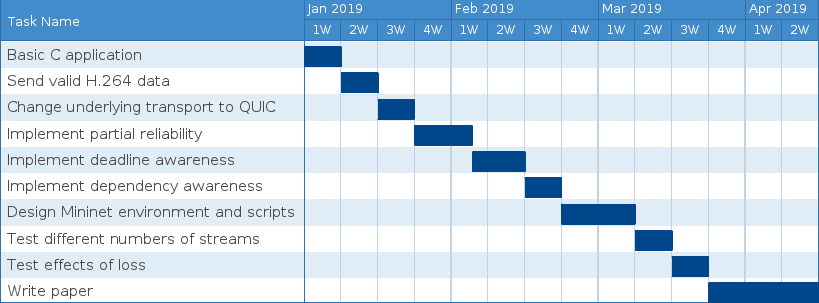 Task Name
Jan 2019 Feb 2019 Mar 2019 Apr 2019
1W 2W 3W 4W 1W 2W 3W 4W 1W 2W 3W 4W 1W 2W
Basic C application
Send valid H.264 data
Change underlying transport to QUIC
Implement partial reliability
Implement deadline awareness
Implement dependency awareness
Design Mininet environment and scripts
Test different numbers of streams
Test effects of loss
Write paper